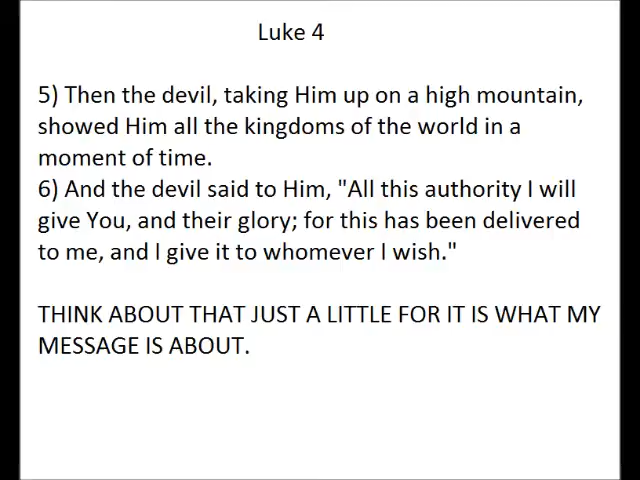 Luke 4
5) Then the devil, taking Him up on a high mountain,
showed Him all the kingdoms of the world in a
moment of time.
6) And the devil said to Him, "All this authority I will
give You, and their glory; for this has been delivered
to me, and I give it to whomever I wish."
THINK ABOUT THAT JUST A LITTLE FOR IT IS WHAT MY
MESSAGE IS ABOUT.